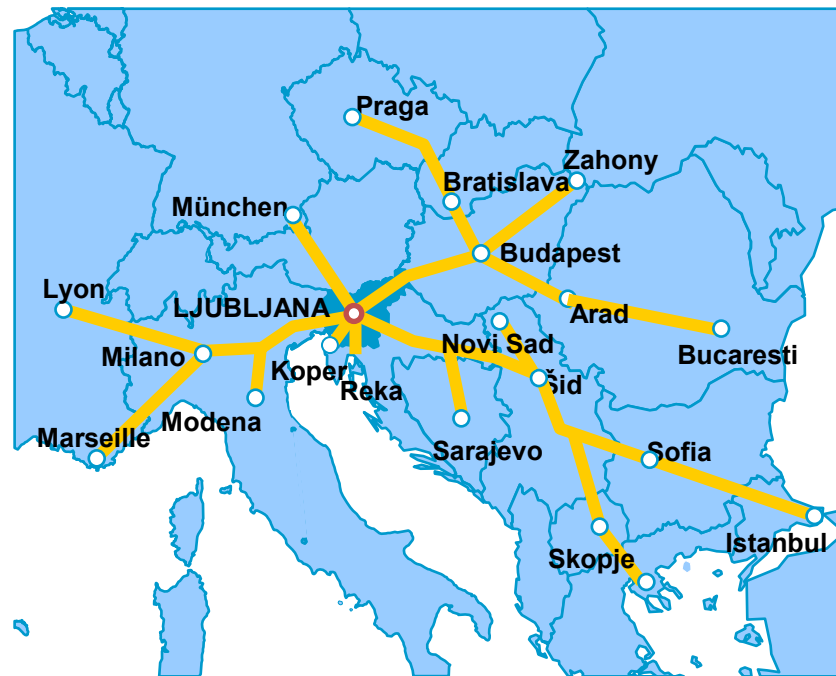 Praga
Zahony
Bratislava
München
Budapest
Lyon
LJUBLJANA
Arad
Novi Sad
Milano
Bucaresti
Koper
Reka
Šid
Modena
Marseille
Sarajevo
Sofia
Istanbul
Skopje